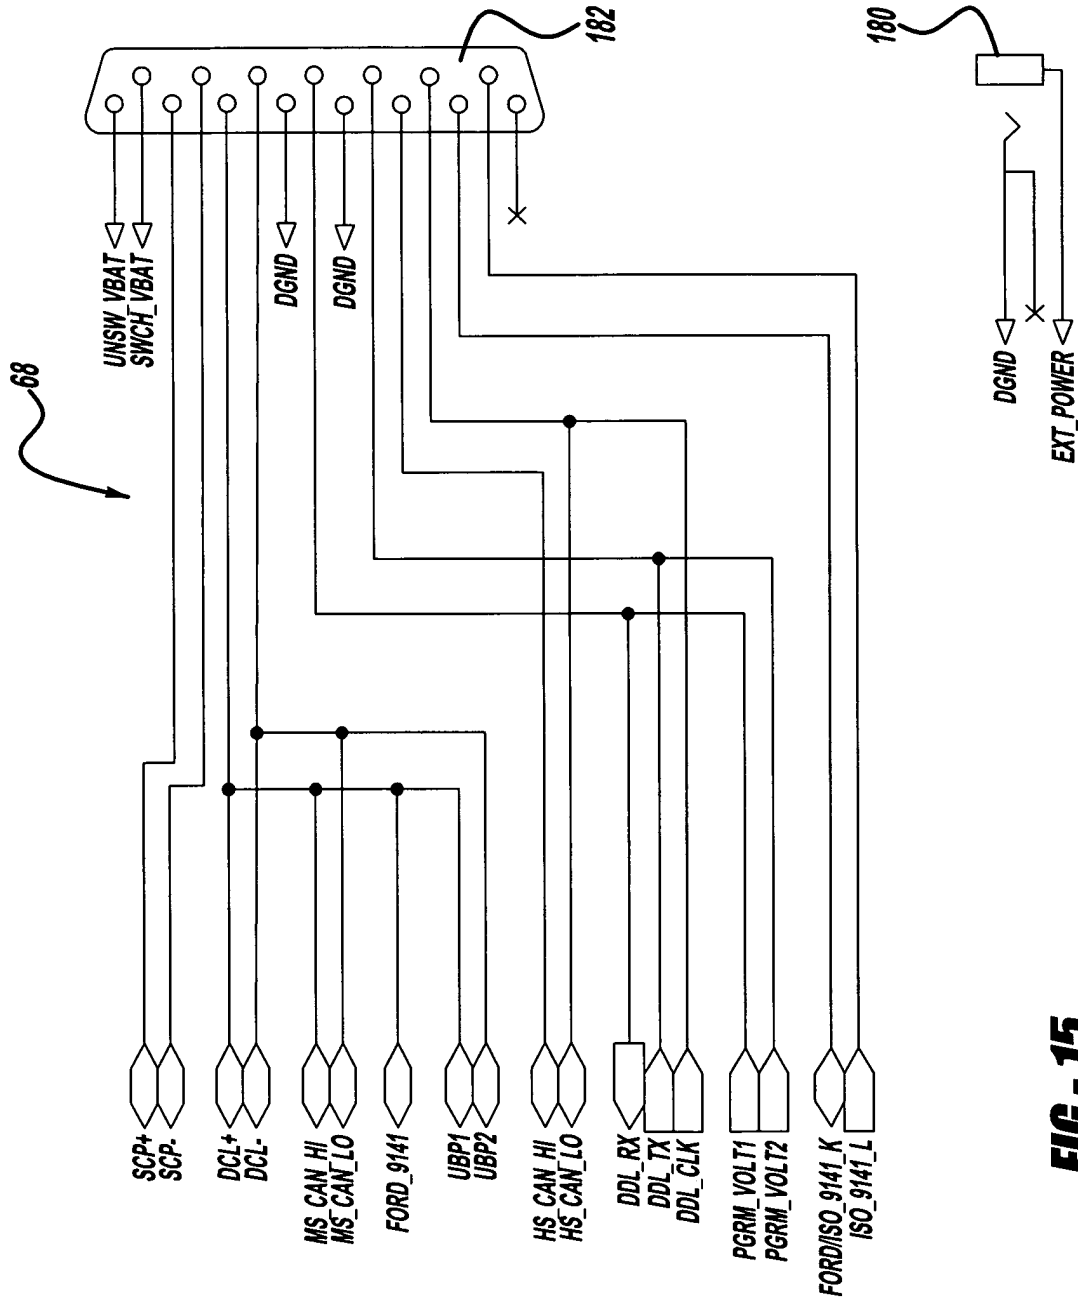 68
182
180
UNSW_VBAT
SWCH_VBAT
DGND
DGND
DGND
EXT_POWER
SCP+
SCP-
DCL+
DCL-
MS_CAN_HI
MS_CAN_LO
FORD_9141
UBP1
UBP2
HS_CAN_HI
HS_CAN_LO
DDL_RX
DDL_TX
DDL_CLK
PGRM_VOLT1
PGRM_VOLT2
FORD/ISO_9141_K
ISO_9141_L
FIG - 15